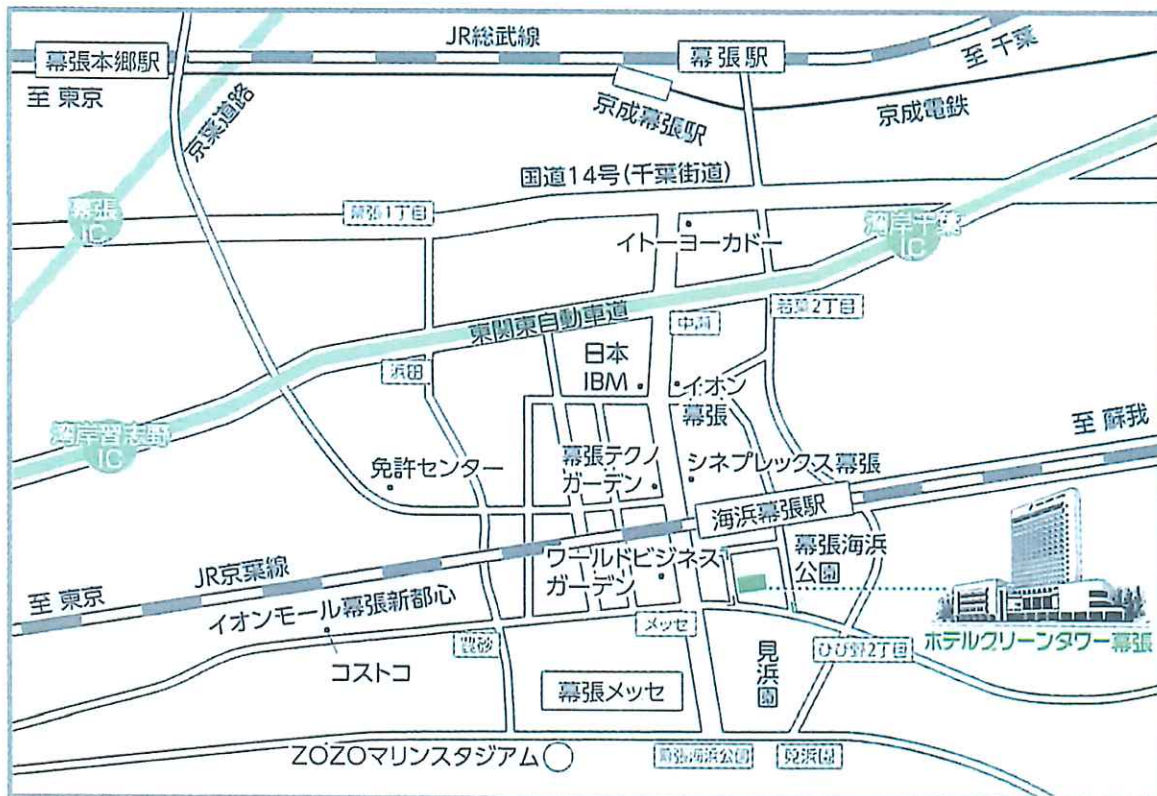 JR総武線
幕張本郷駅
幕張駅
至 千葉
至 東京
京葉道路
京成幕張駅
京成電鉄
国道14号(千葉街道)
幕張
IC
幕張1丁目
イトーヨーカドー
湾岸千葉
IC
東関東自動車道
若葉2丁目
中瀬
浜田
日本
IBM
イオン
幕張
湾岸習志野
IC
至 蘇我
免許センター
幕張テクノ
ガーデン
シネプレックス幕張
海浜幕張駅
JR京葉線
ワールドビジネス
ガーデン
幕張海浜
公園
至 東京
イオンモール幕張新都心
コストコ
豊砂
メッセ
見浜園
ひび野2丁目
ホテルグリーンタワー幕張
幕張メッセ
ZOZOマリンスタジアム
幕張海浜公園
見浜園